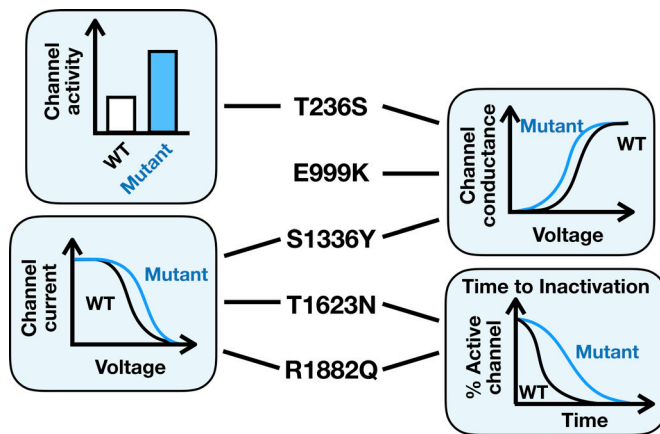 Channel
activity
WT
Mutant
T236S
E999K
S1336Y
T1623N
R1882Q
Channel
conductance
Mutant
WT
Voltage
Channel
current
WT
Mutant
Voltage
Time to Inactivation
% Active
channel
WT
Mutant
Time